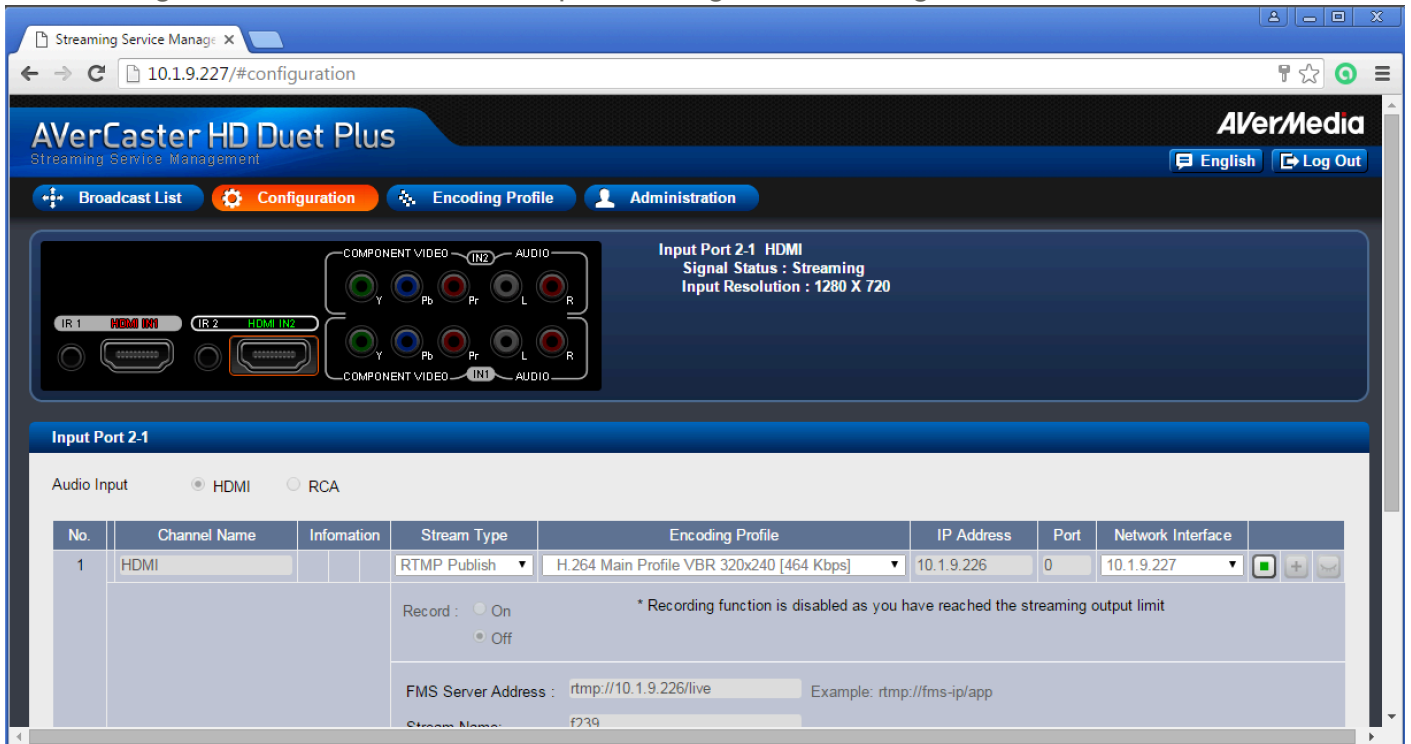 Streaming Service Manage
10.1.9.227/#configuration
AVerCaster HD Duet Plus
Streaming Service Management
AVerMedia
English Log Out
Broadcast List Configuration Encoding Profile Administration
COMPONENT VIDEO IN2 AUDIO
Y Pb Pr L R
IR 1 HDMI IN1 IR 2 HDMI IN2
Y Pb Pr L R
COMPONENT VIDEO IN1 AUDIO
Input Port 2-1 HDMI
Signal Status : Streaming
Input Resolution : 1280 X 720
Input Port 2-1
Audio Input HDMI RCA
No. Channel Name Infomation Stream Type Encoding Profile IP Address Port Network Interface
1 HDMI RTMP Publish H.264 Main Profile VBR 320x240 [464 Kbps] 10.1.9.226 0 10.1.9.227
Record : On * Recording function is disabled as you have reached the streaming output limit
Off
FMS Server Address : rtmp://10.1.9.226/live Example: rtmp://fms-ip/app
Stream Name: f239